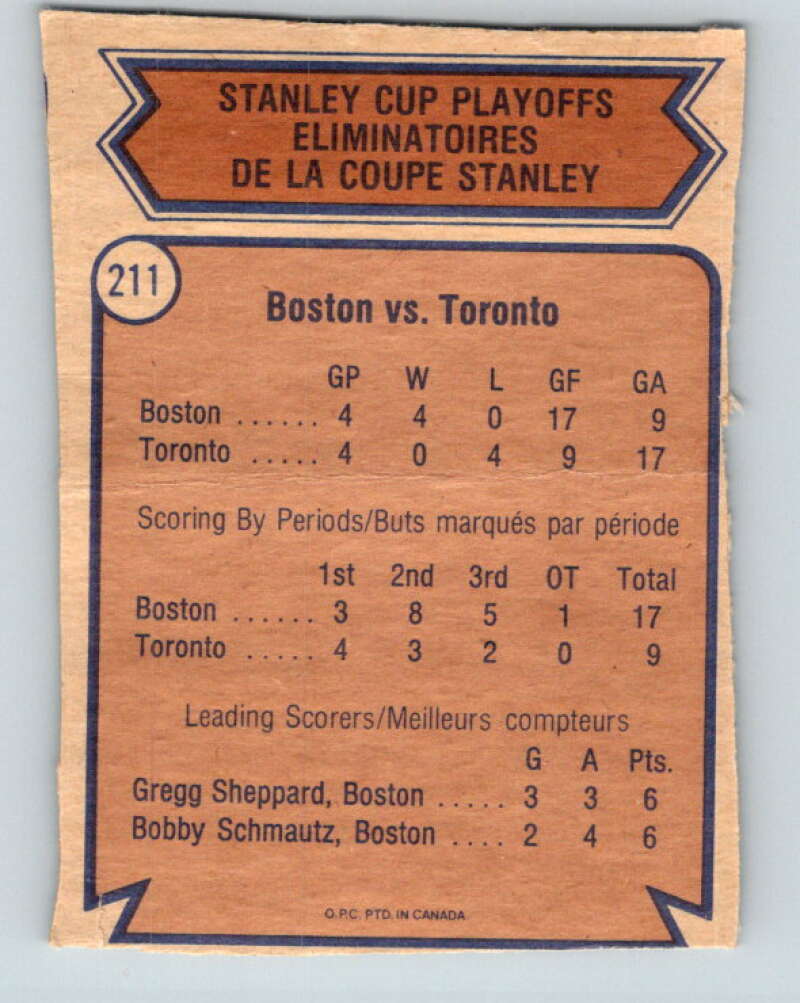 STANLEY CUP PLAYOFFS
ELIMINATOIRES
DE LA COUPE STANLEY
211
Boston vs. Toronto
GP W L GF GA
Boston ...... 4 4 0 17 9
Toronto ..... 4 0 4 9 17
Scoring By Periods/Buts marqués par période
1st 2nd 3rd OT Total
Boston ...... 3 8 5 1 17
Toronto ..... 4 3 2 0 9
Leading Scorers/Meilleurs compteurs
G A Pts.
Gregg Sheppard, Boston ..... 3 3 6
Bobby Schmautz, Boston .... 2 4 6
O.P.C. PTD. IN CANADA